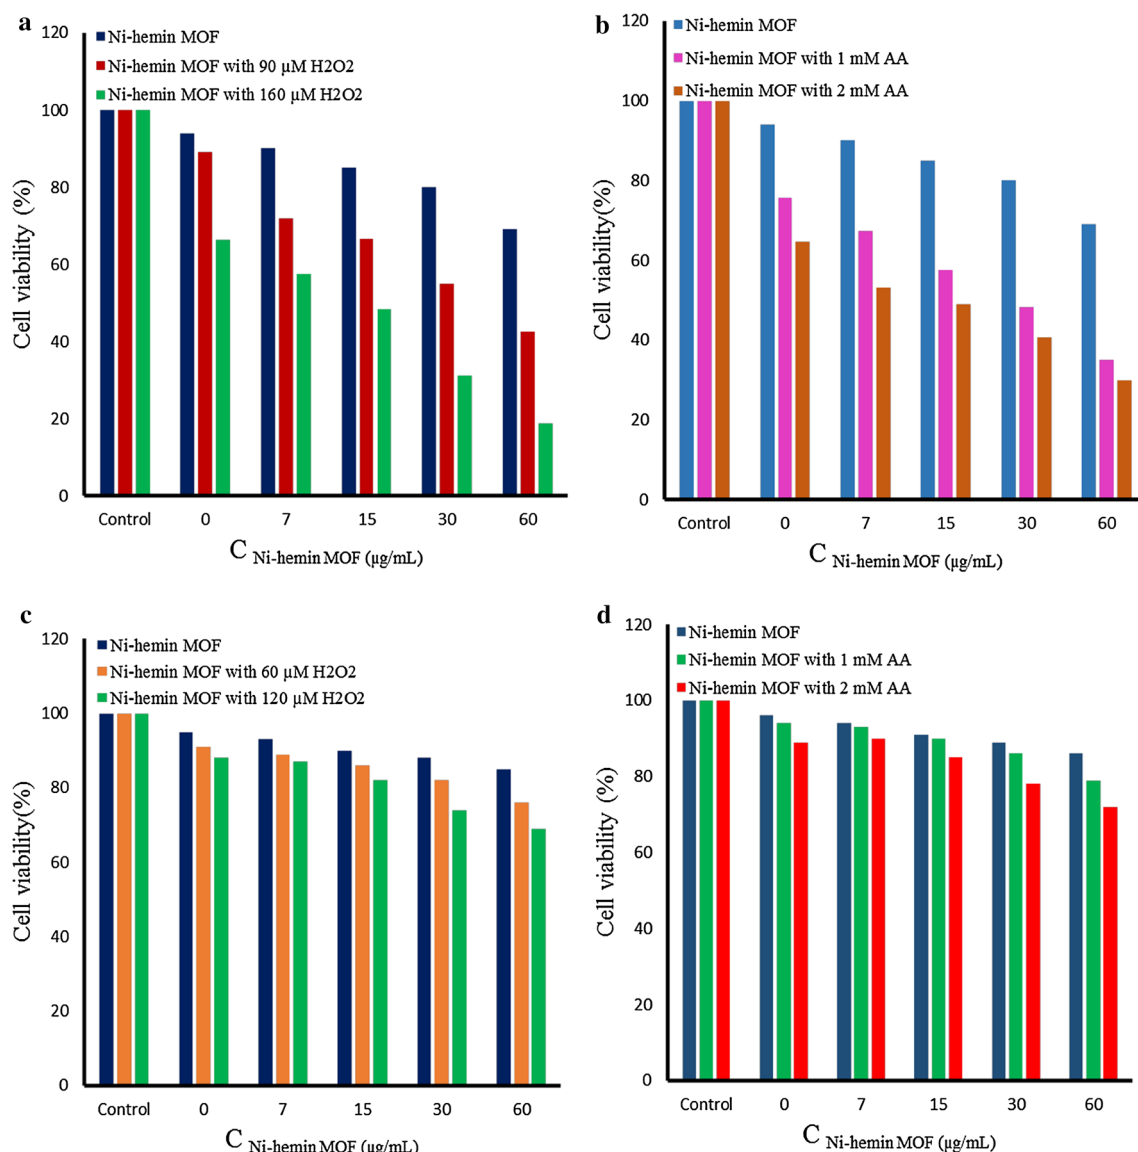 a
Ni-hemin MOF
Ni-hemin MOF with 90 µM H2O2
Ni-hemin MOF with 160 µM H2O2
120
100
80
60
40
20
0
Cell viability (%)
Control 0 7 15 30 60
C Ni-hemin MOF (µg/mL)
b
Ni-hemin MOF
Ni-hemin MOF with 1 mM AA
Ni-hemin MOF with 2 mM AA
120
100
80
60
40
20
0
Cell viability(%)
Control 0 7 15 30 60
C Ni-hemin MOF (µg/mL)
c
Ni-hemin MOF
Ni-hemin MOF with 60 µM H2O2
Ni-hemin MOF with 120 µM H2O2
120
100
80
60
40
20
0
Cell viability(%)
Control 0 7 15 30 60
C Ni-hemin MOF (µg/mL)
d
Ni-hemin MOF
Ni-hemin MOF with 1 mM AA
Ni-hemin MOF with 2 mM AA
120
100
80
60
40
20
0
Cell viability (%)
Control 0 7 15 30 60
C Ni-hemin MOF (µg/mL)